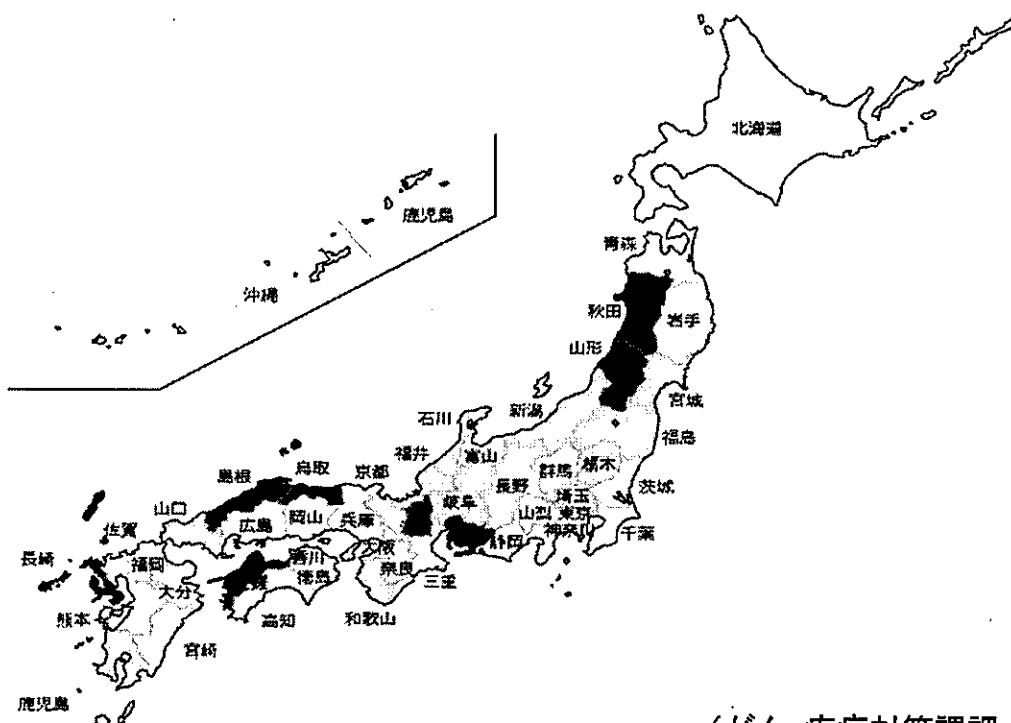 北海道
鹿児島
沖縄
青森
秋田
岩手
山形
宮城
石川
新潟
福島
福井
富山
群馬
栃木
島根
鳥取
京都
長野
埼玉
茨城
山口
広島
岡山
兵庫
岐阜
山梨
東京
神奈川
千葉
佐賀
静岡
長崎
福岡
香川
大阪
奈良
三重
徳島
大分
熊本
高知
和歌山
宮崎
鹿児島